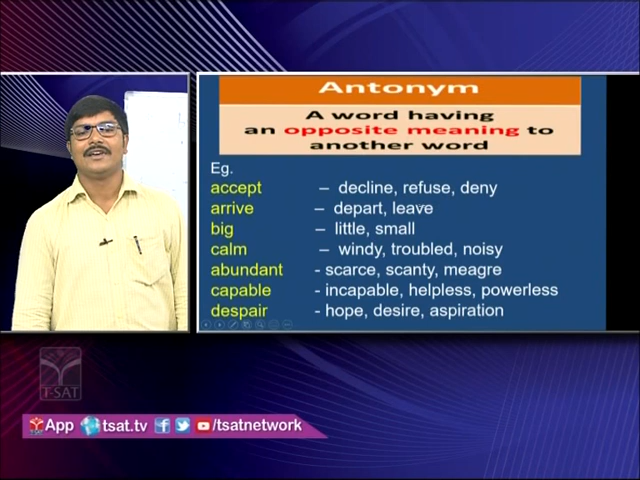 Antonym
A word having
an opposite meaning to
another word
Eg.
accept – decline, refuse, deny
arrive – depart, leave
big – little, small
calm – windy, troubled, noisy
abundant - scarce, scanty, meagre
capable - incapable, helpless, powerless
despair - hope, desire, aspiration
T-SAT
App tsat.tv /tsatnetwork